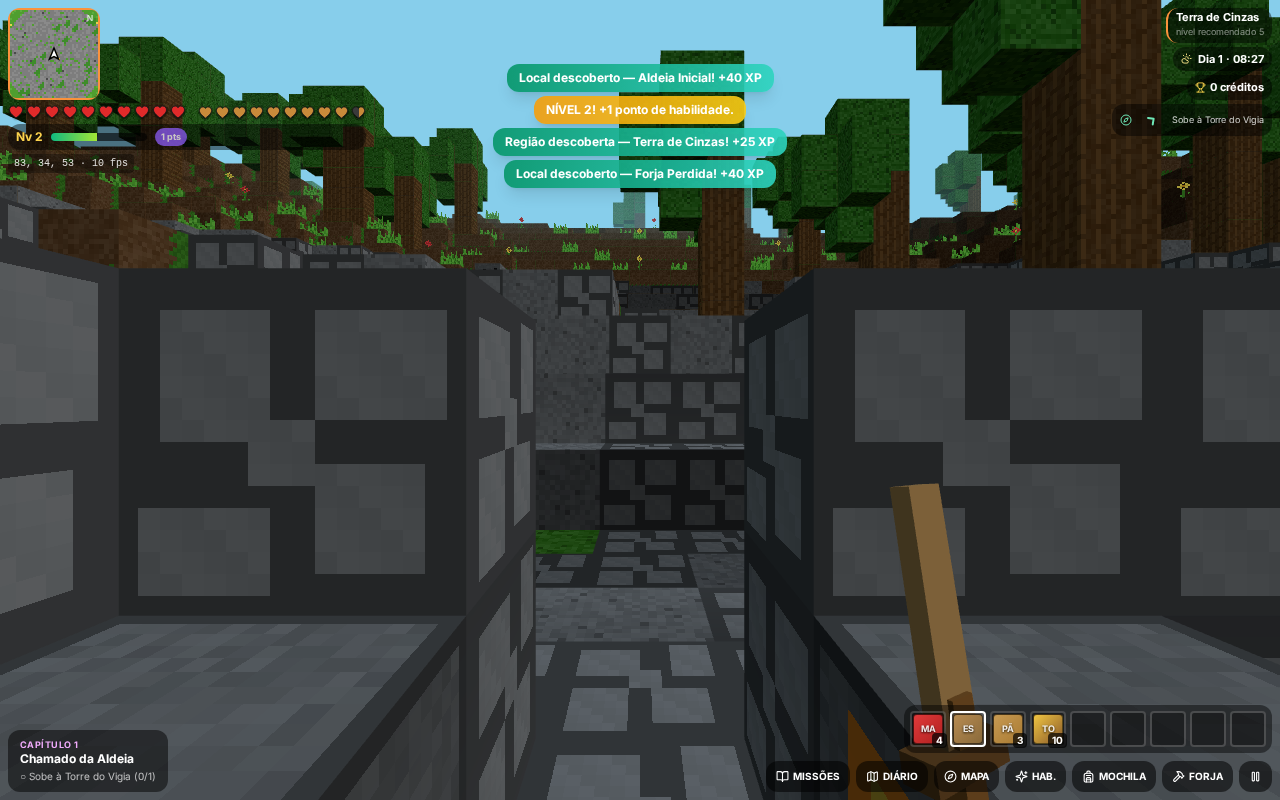 N
Nv 2
1 pts
83, 34, 53 · 10 fps
Local descoberto — Aldeia Inicial! +40 XP
NÍVEL 2! +1 ponto de habilidade.
Região descoberta — Terra de Cinzas! +25 XP
Local descoberto — Forja Perdida! +40 XP
Terra de Cinzas
nível recomendado 5
Dia 1 · 08:27
0 créditos
Sobe à Torre do Vigia
CAPÍTULO 1
Chamado da Aldeia
○ Sobe à Torre do Vigia (0/1)
MA 4
ES
PÃ 3
TO 10
MISSÕES
DIÁRIO
MAPA
HAB.
MOCHILA
FORJA